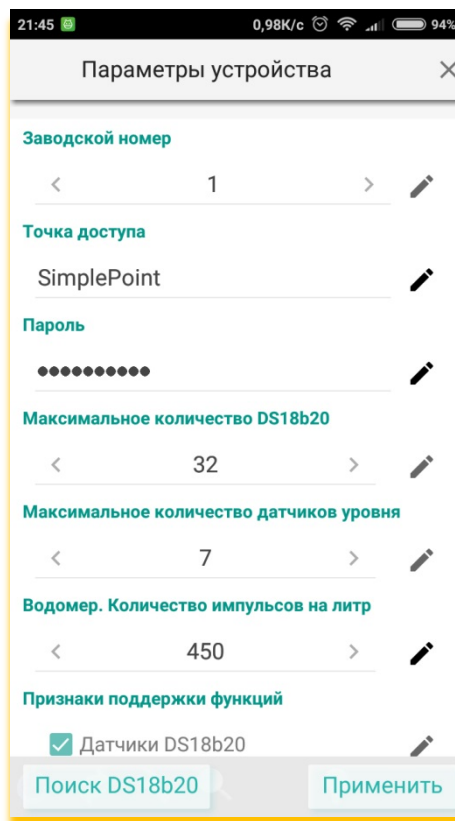 21:45 0,98К/с 94%
Параметры устройства
Заводской номер
1
Точка доступа
SimplePoint
Пароль
••••••••••
Максимальное количество DS18b20
32
Максимальное количество датчиков уровня
7
Водомер. Количество импульсов на литр
450
Признаки поддержки функций
Датчики DS18b20
Поиск DS18b20 Применить